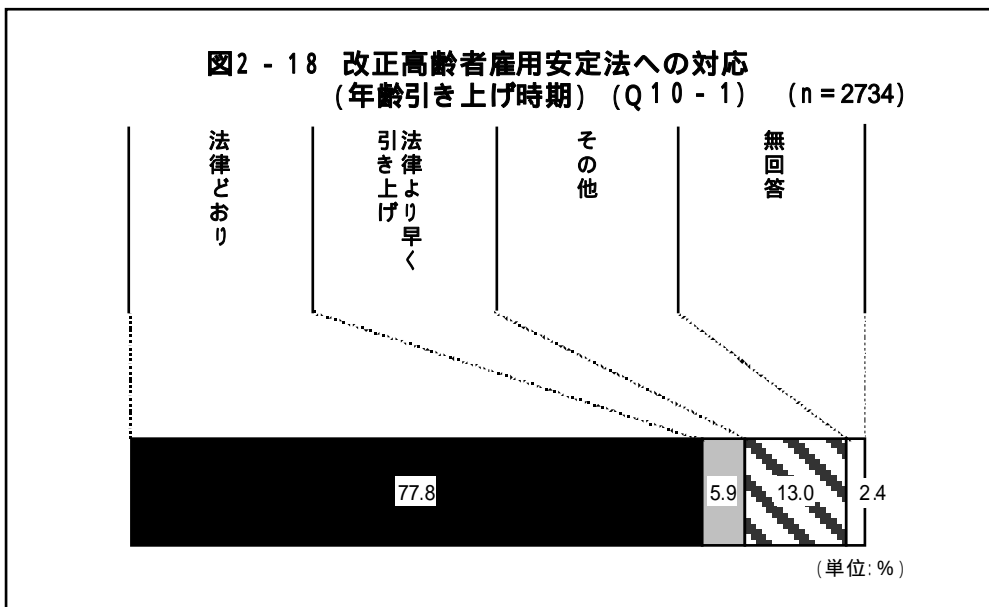 図2-18 改正高齢者雇用安定法への対応
(年齢引き上げ時期) (Q10-1) (n=2734)
法律どおり
法律より早く
引き上げ
その他
無回答
77.8
5.9
13.0
2.4
(単位:%)